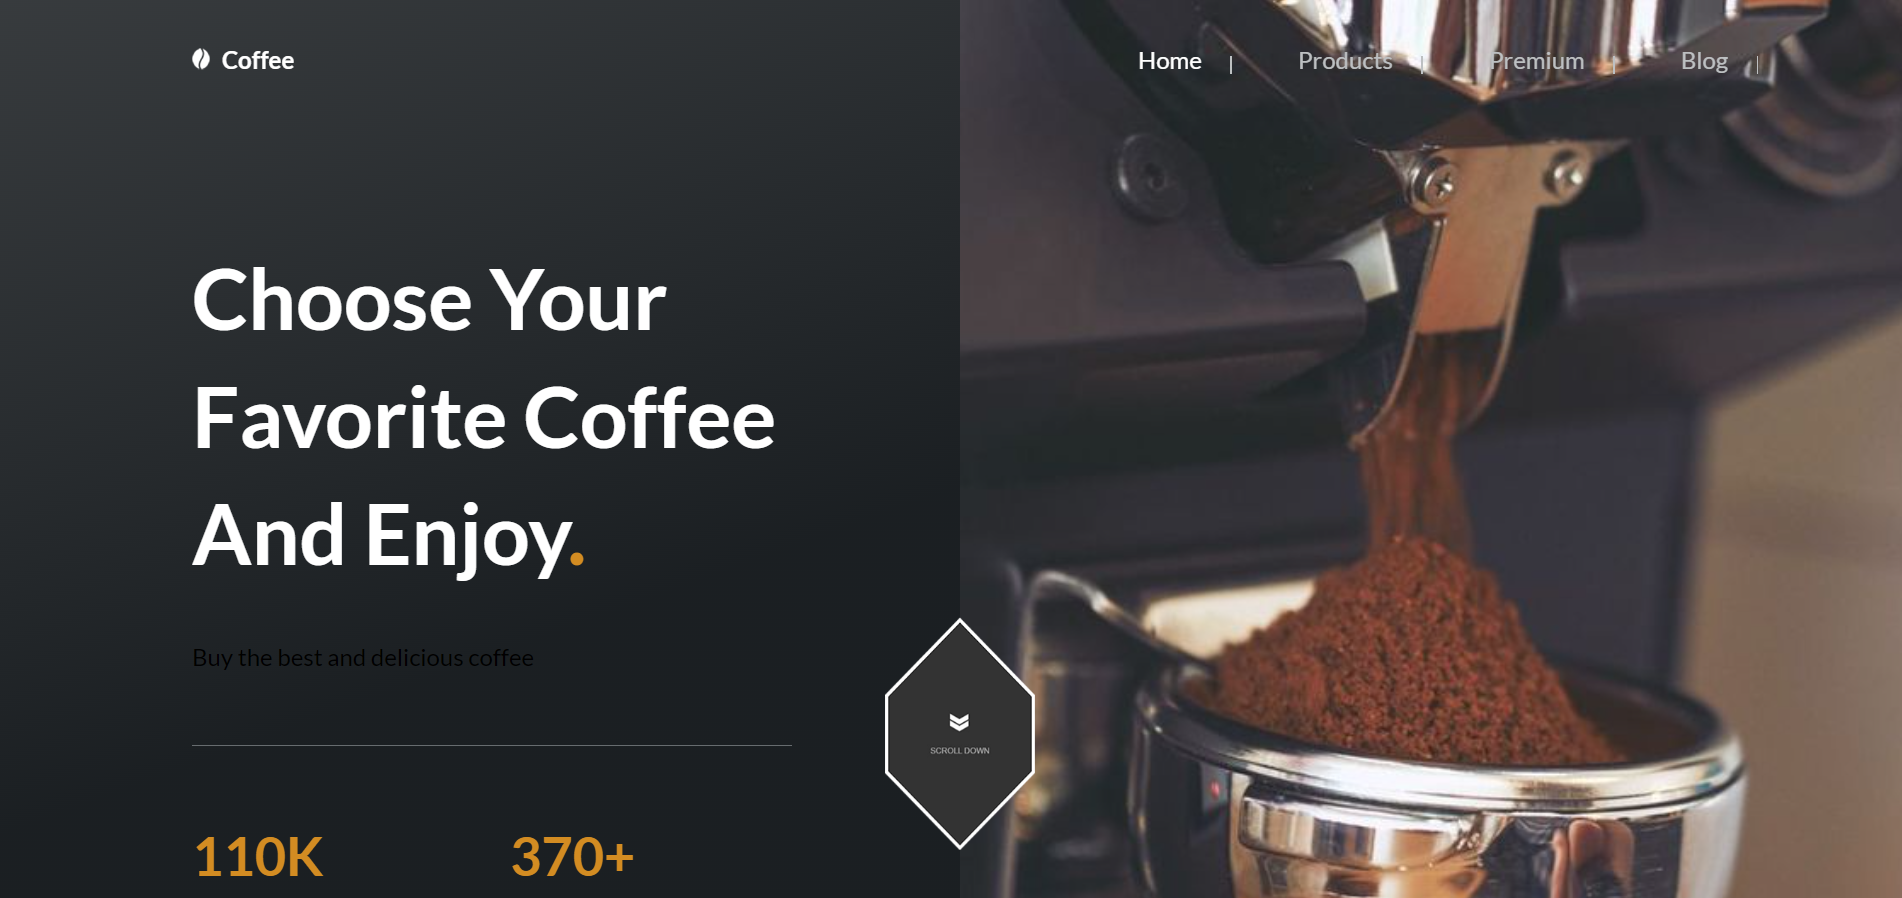 Coffee
Home | Products | Premium | Blog |
Choose Your
Favorite Coffee
And Enjoy.
Buy the best and delicious coffee
SCROLL DOWN
110K 370+